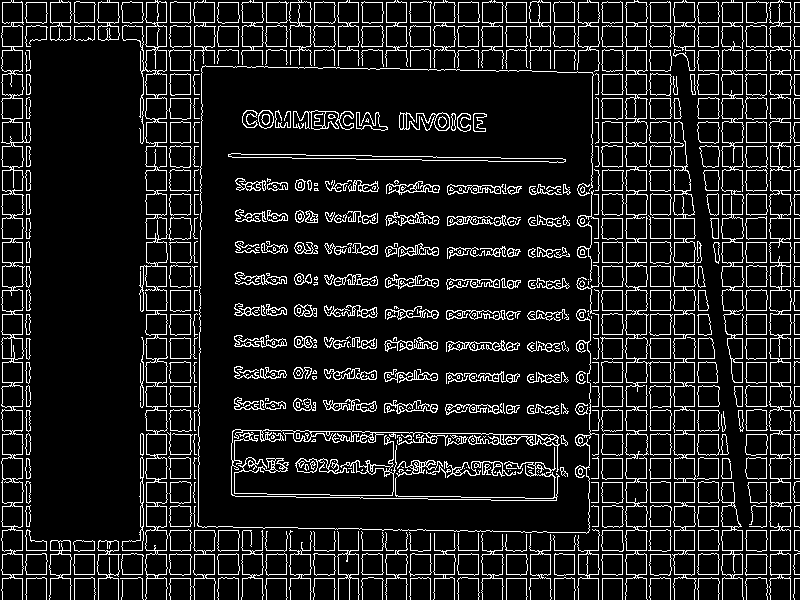 COMMERCIAL INVOICE
Section 01: Verified pipeline parameter check
Section 02: Verified pipeline parameter check
Section 03: Verified pipeline parameter check
Section 04: Verified pipeline parameter check
Section 05: Verified pipeline parameter check
Section 06: Verified pipeline parameter check
Section 07: Verified pipeline parameter check
Section 08: Verified pipeline parameter check
Section 09: Verified pipeline parameter check
DATE: 2026 SIGN: APPROVED